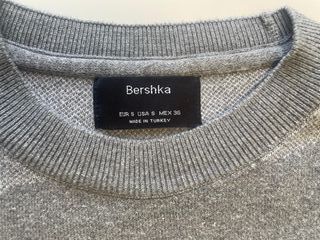 Bershka
EUR S USA S MEX 36
MADE IN TURKEY